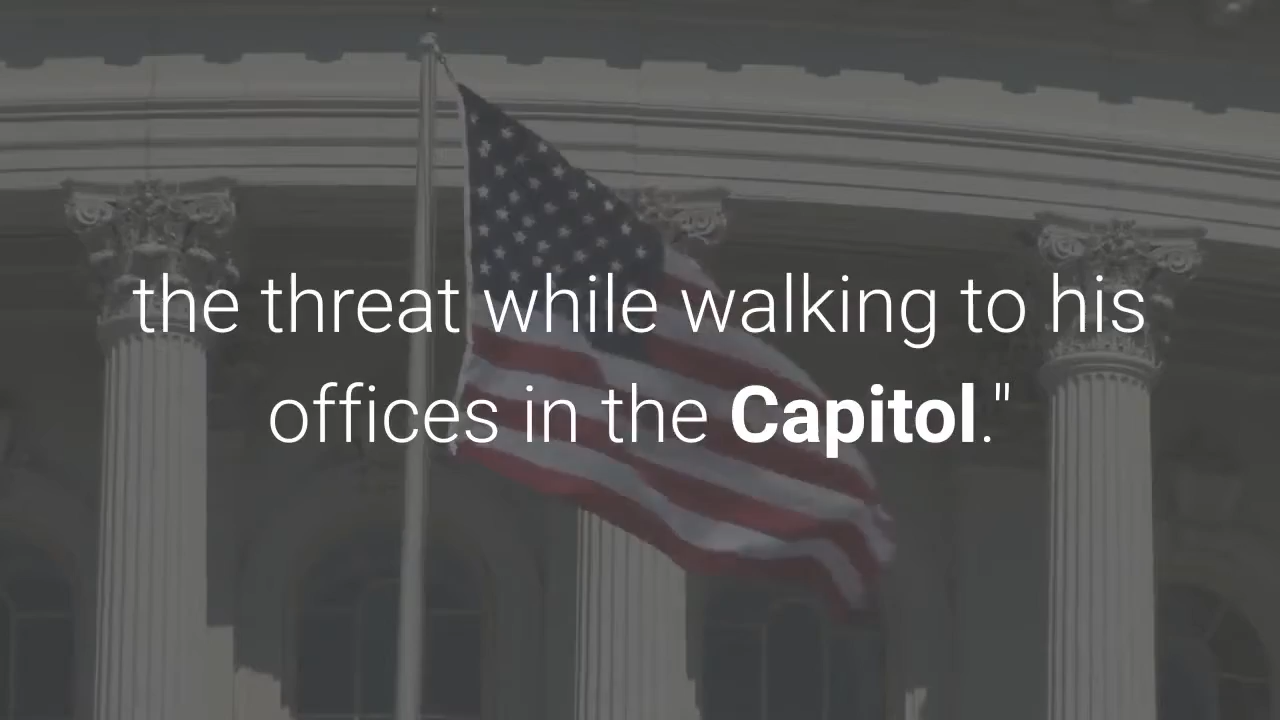 the threat while walking to his
offices in the Capitol."